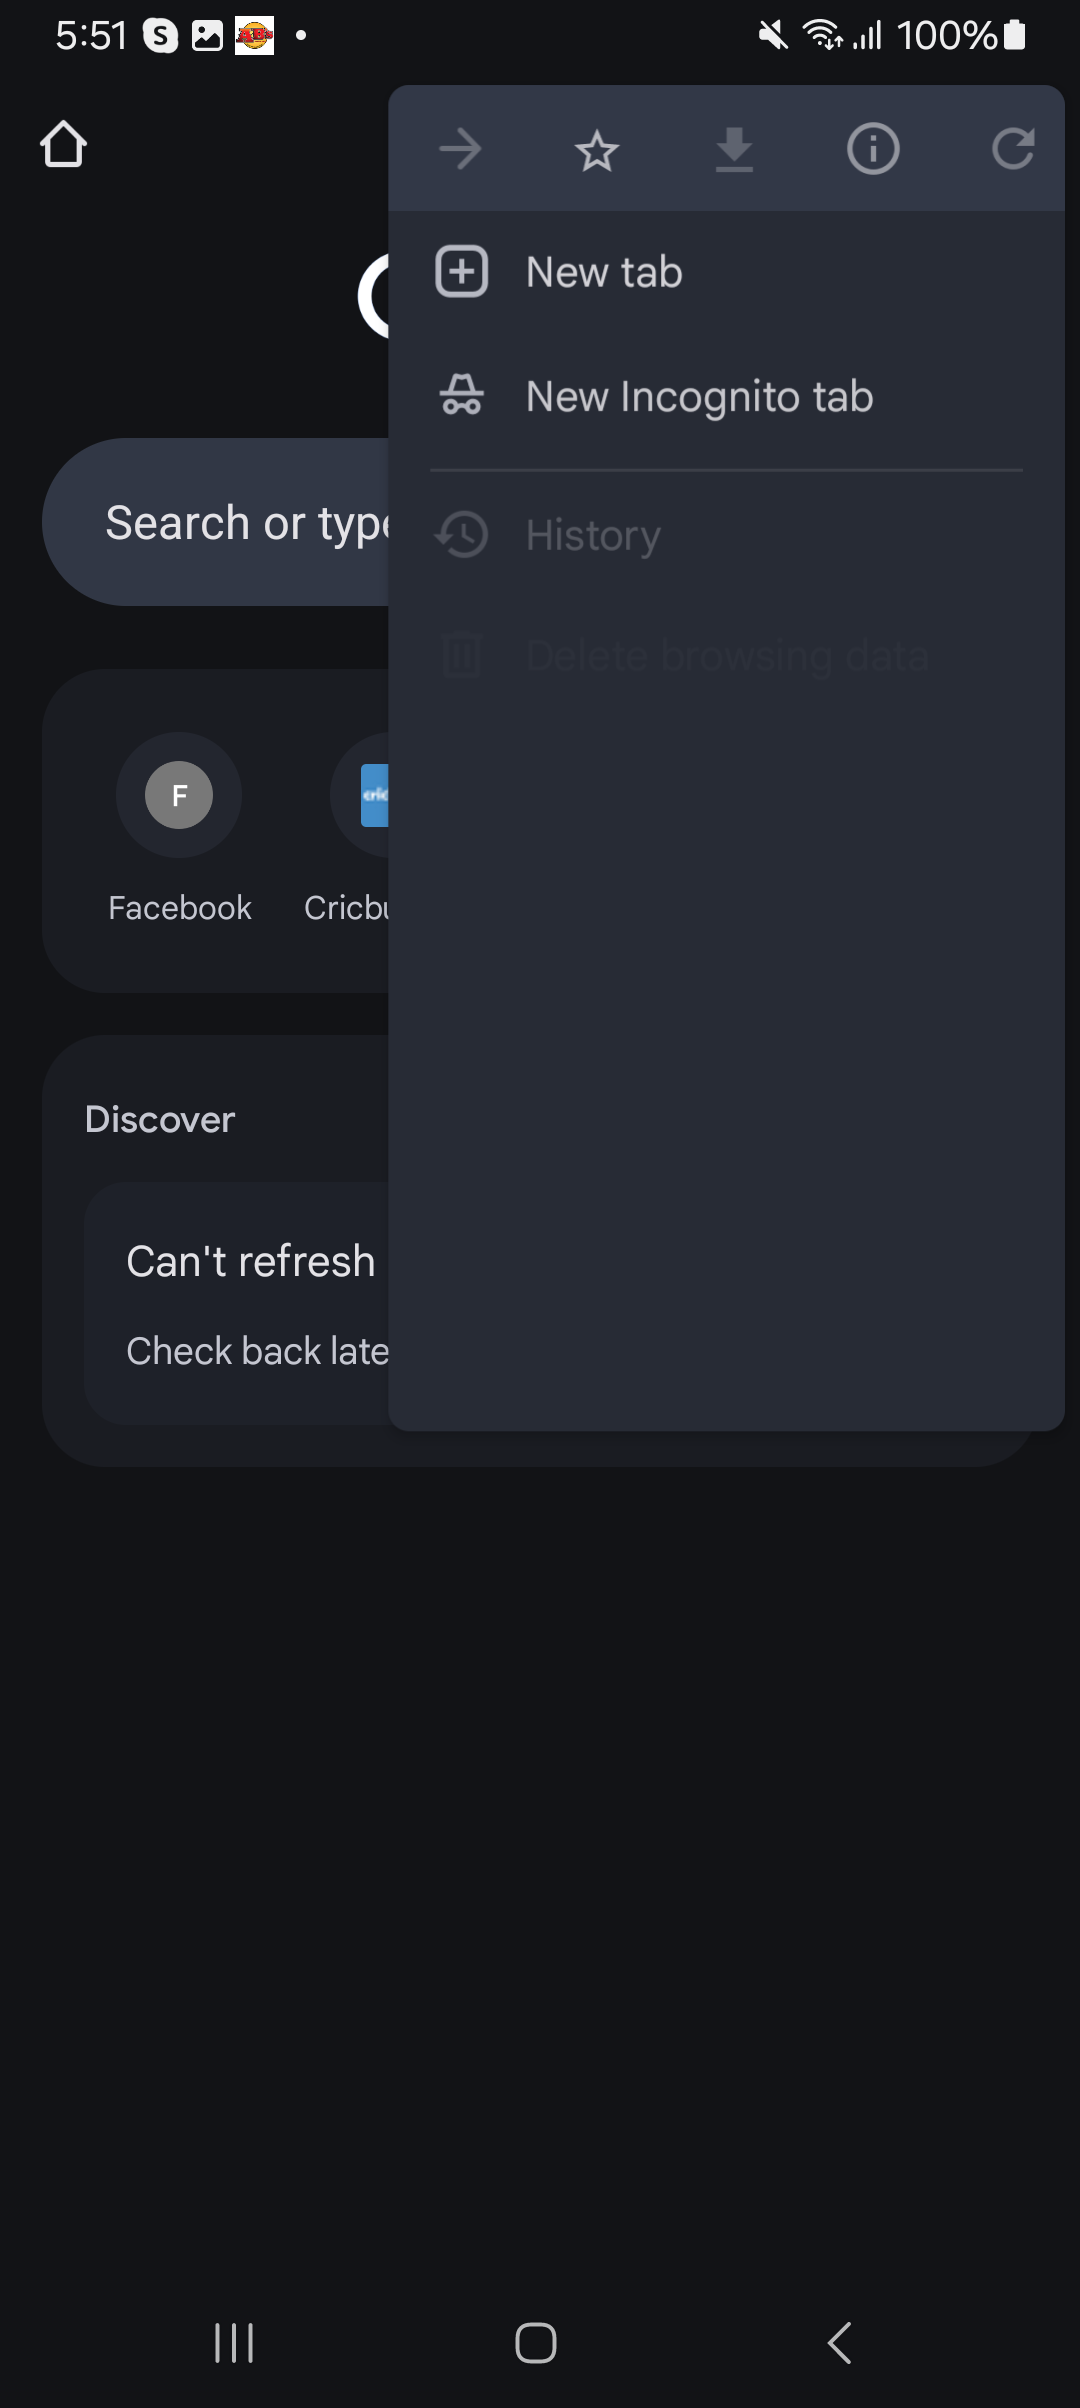 5:51
100%
New tab
New Incognito tab
History
Delete browsing data
Search or type
F
Facebook
cric
Cricbu
Discover
Can't refresh
Check back late